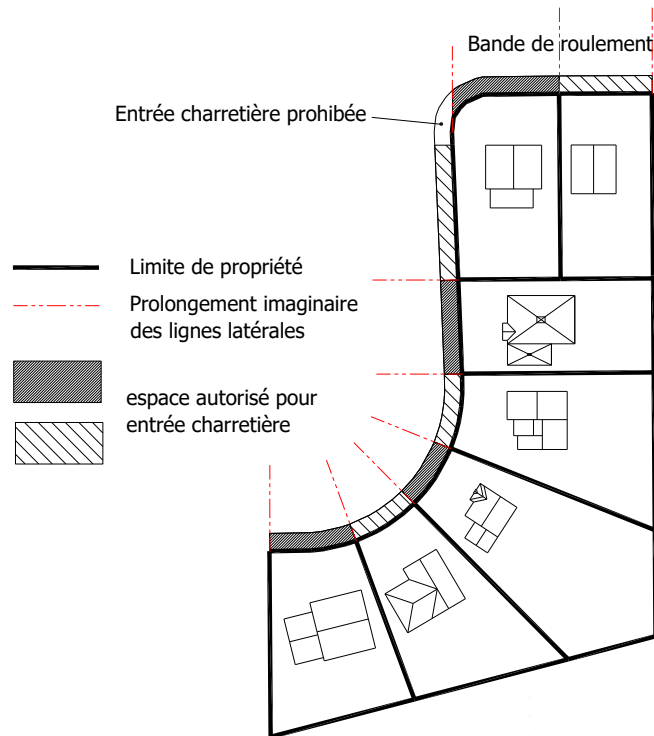 Bande de roulement
Entrée charretière prohibée
Limite de propriété
Prolongement imaginaire
des lignes latérales
espace autorisé pour
entrée charretière